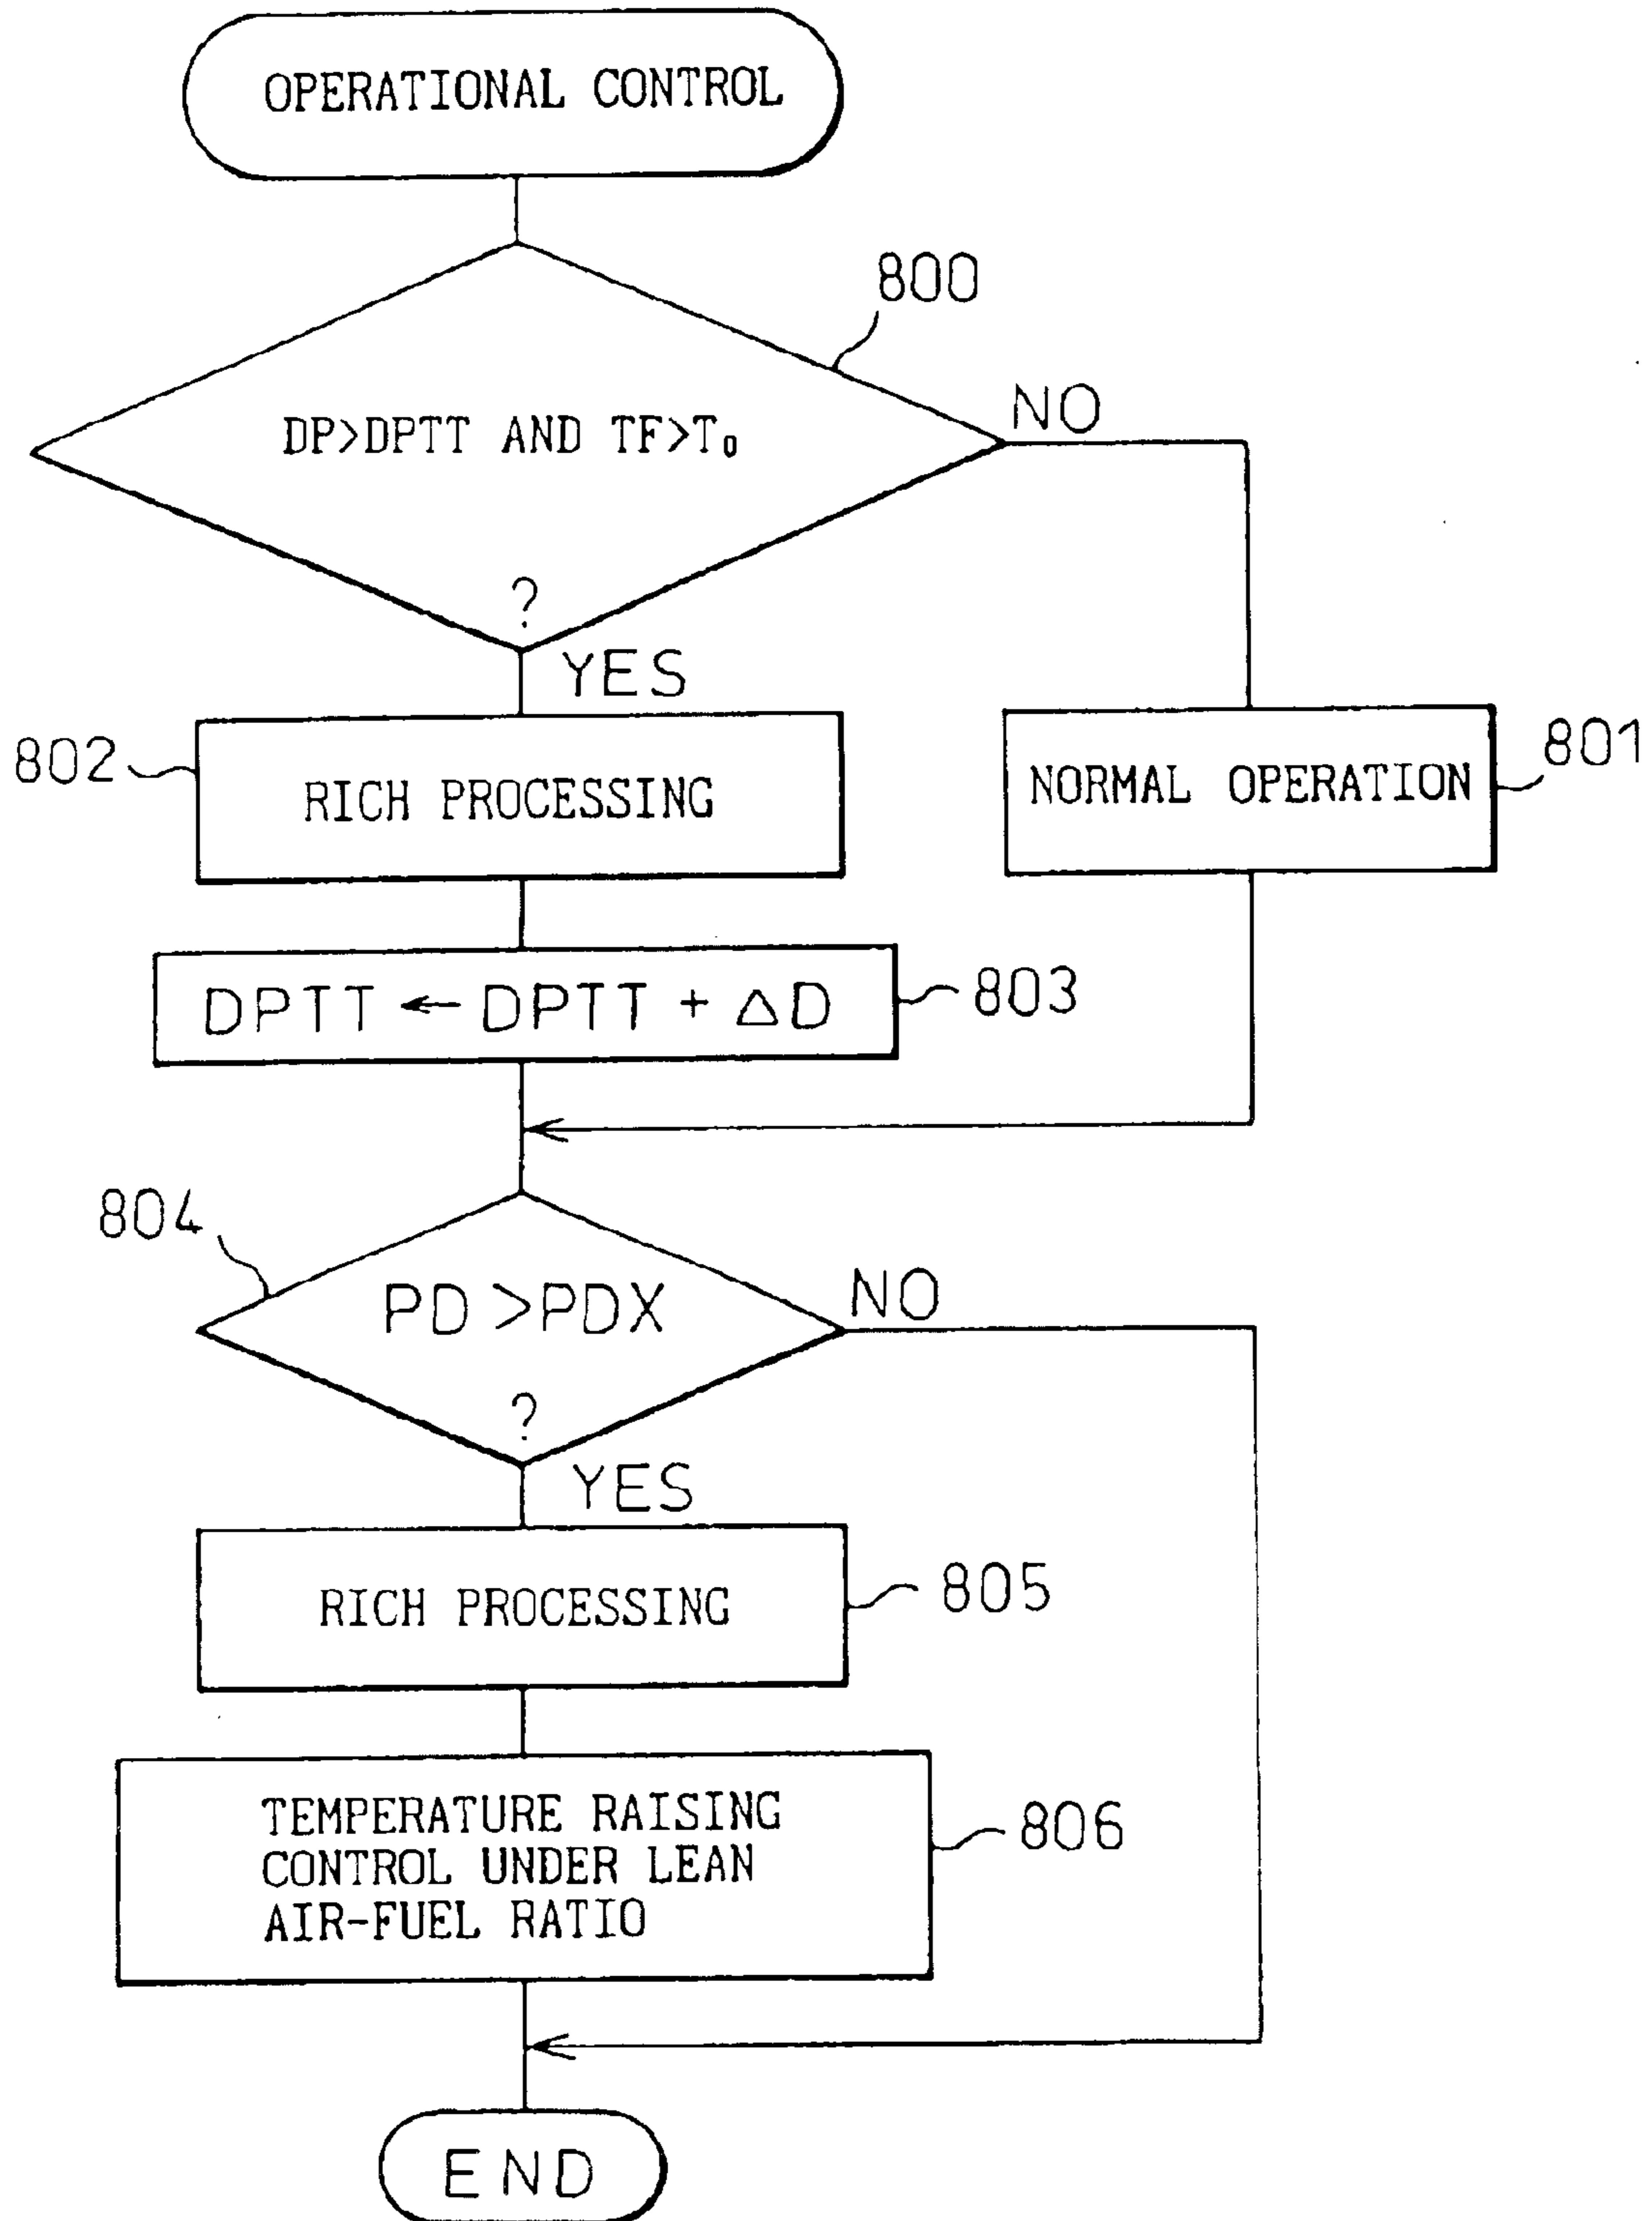 OPERATIONAL CONTROL
800
DP>DPTT AND TF>T₀
NO
?
YES
802
RICH PROCESSING
NORMAL OPERATION
801
DPTT ← DPTT + ΔD
803
804
PD >PDX
NO
?
YES
RICH PROCESSING
805
TEMPERATURE RAISING
CONTROL UNDER LEAN
AIR-FUEL RATIO
806
END